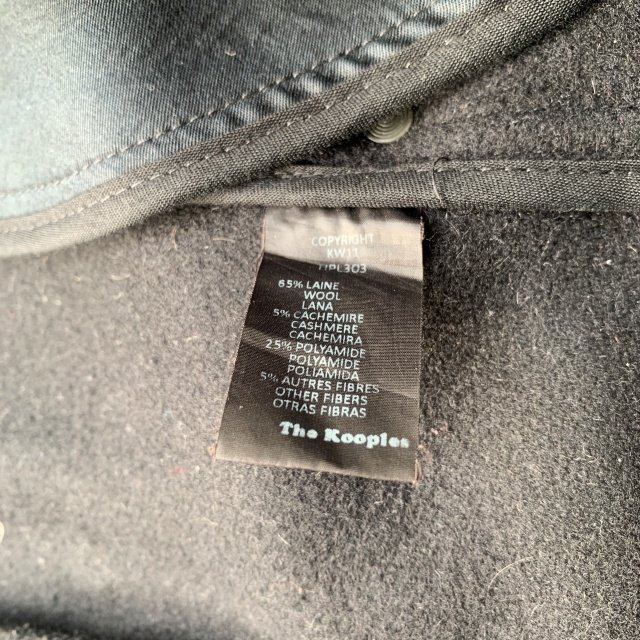 COPYRIGHT
KW11
65% LAINE
WOOL
LANA
5% CACHEMIRE
CASHMERE
CACHEMIRA
25% POLYAMIDE
POLYAMIDE
POLIAMIDA
5% AUTRES FIBRES
OTHER FIBERS
OTRAS FIBRAS
The Kooples